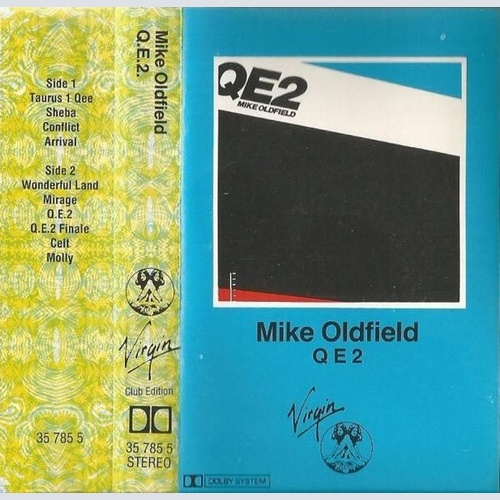 Side 1
Taurus 1 Qee
Sheba
Conflict
Arrival
Side 2
Wonderful Land
Mirage
Q.E.2
Q.E.2 Finale
Celt
Molly
35 785 5
Mike Oldfield
Q.E.2.
Virgin
Club Edition
35 785 5
STEREO
QE2
MIKE OLDFIELD
Mike Oldfield
Q E 2
Virgin
DOLBY SYSTEM